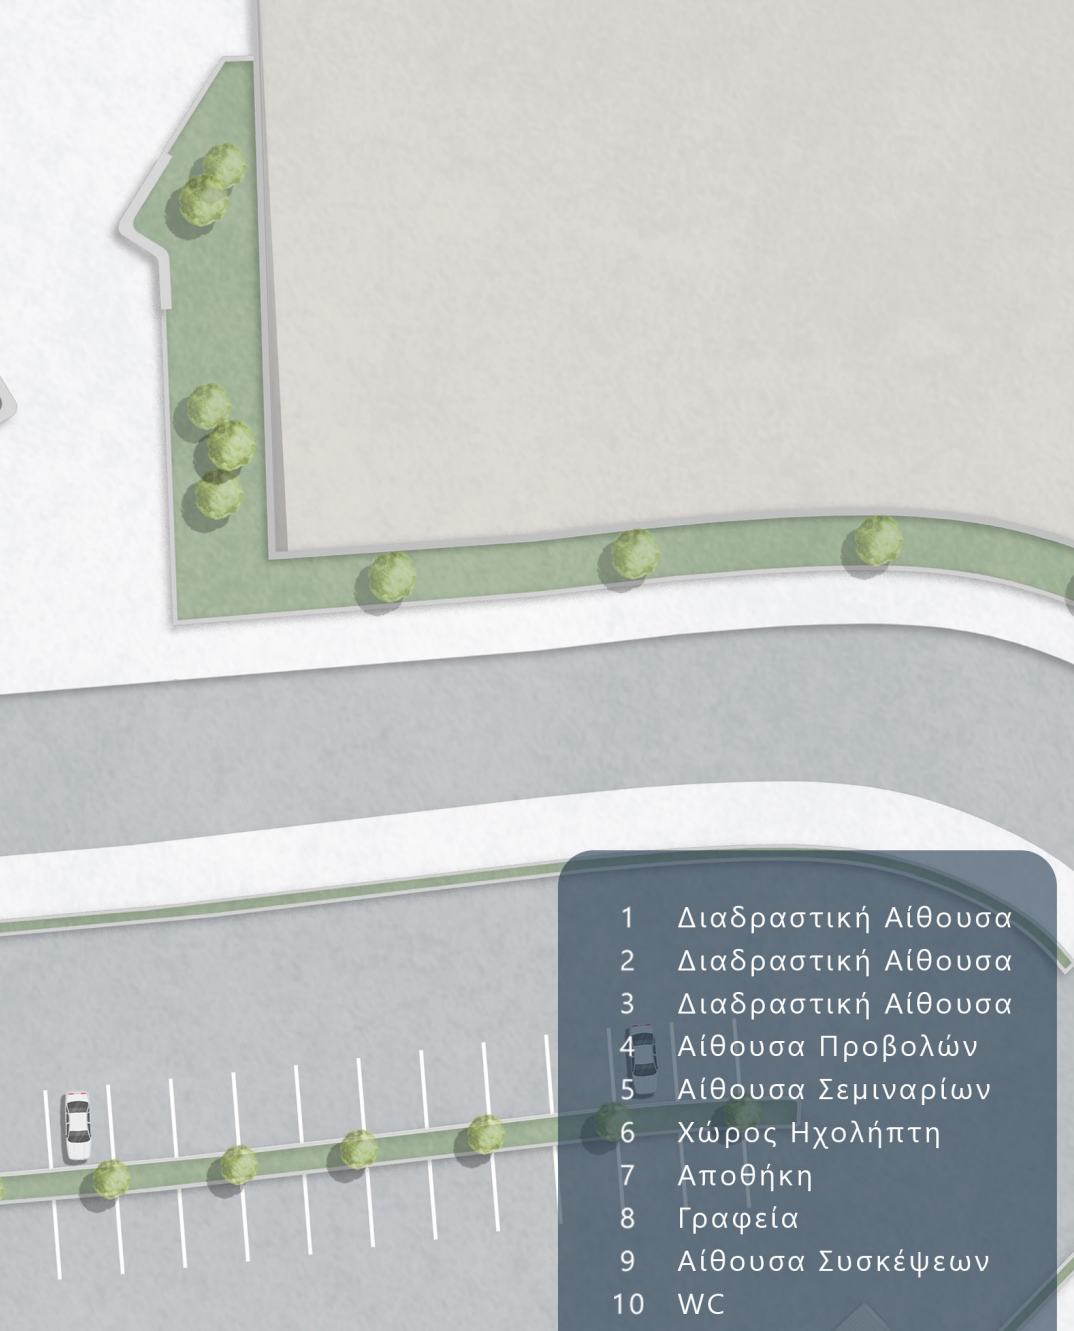 1 Διαδραστική Αίθουσα
2 Διαδραστική Αίθουσα
3 Διαδραστική Αίθουσα
4 Αίθουσα Προβολών
5 Αίθουσα Σεμιναρίων
6 Χώρος Ηχολήπτη
7 Αποθήκη
8 Γραφεία
9 Αίθουσα Συσκέψεων
10 WC